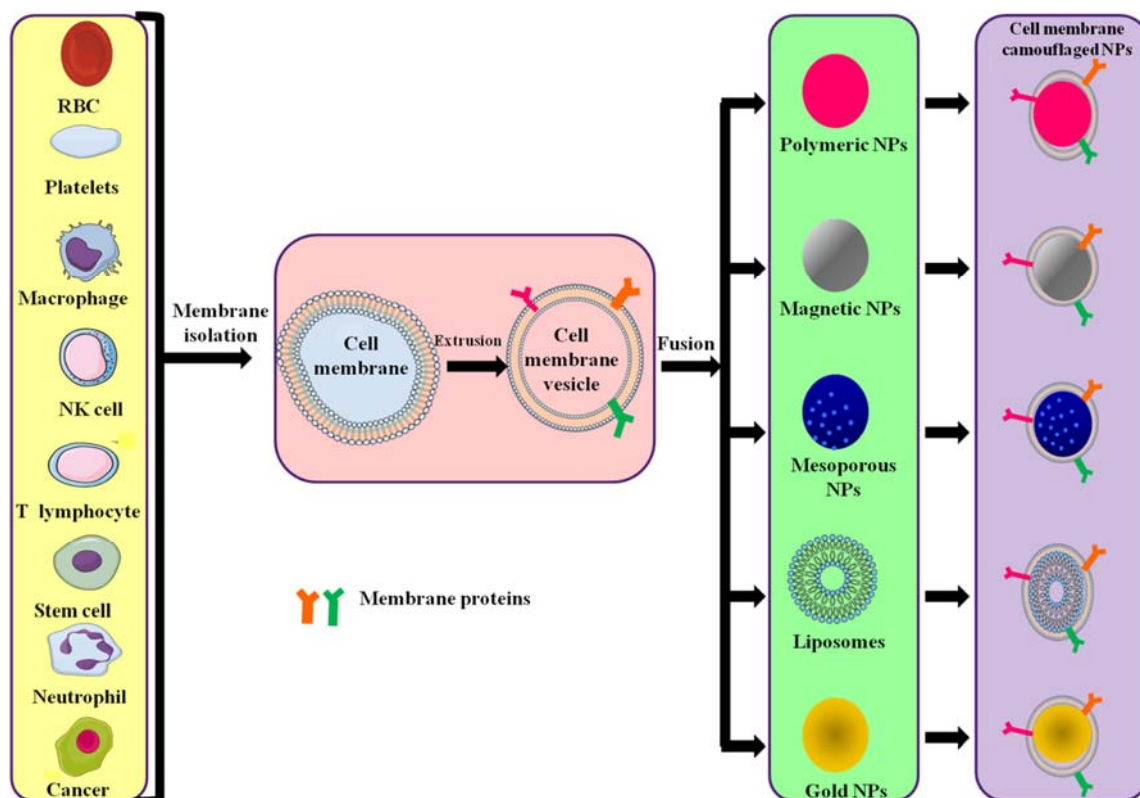 RBC
Platelets
Macrophage
NK cell
T lymphocyte
Stem cell
Neutrophil
Cancer
Membrane
isolation
Cell
membrane
Extrusion
Cell
membrane
vesicle
Fusion
Membrane proteins
Polymeric NPs
Magnetic NPs
Mesoporous
NPs
Liposomes
Gold NPs
Cell membrane
camouflaged NPs